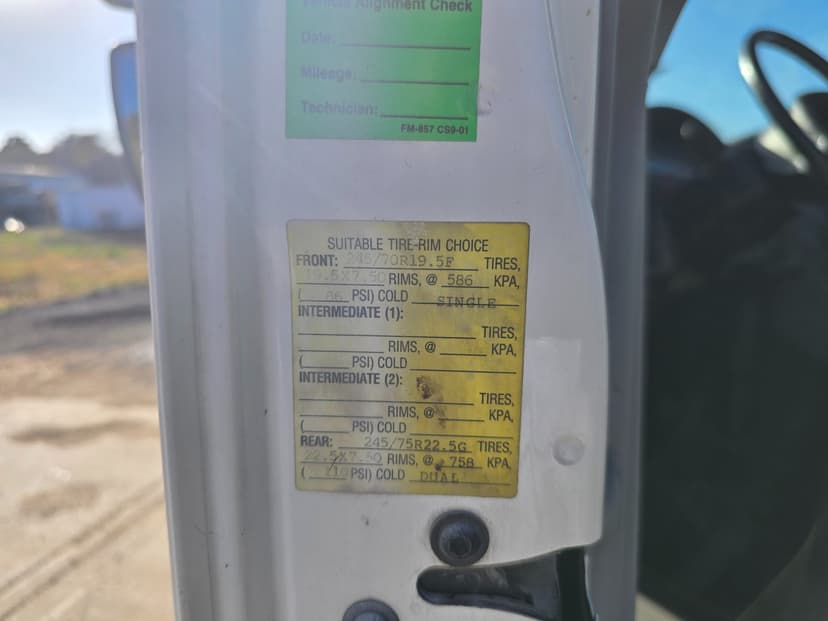 Vehicle Alignment Check
Date:
Mileage:
Technician:
FM-857 CS9-01
SUITABLE TIRE-RIM CHOICE
FRONT: 245/70R19.5F TIRES,
19.5X7.50 RIMS, @ 586 KPA,
( PSI) COLD SINGLE
INTERMEDIATE (1):
TIRES,
RIMS, @ KPA,
( PSI) COLD
INTERMEDIATE (2):
TIRES,
RIMS, @ KPA,
( PSI) COLD
REAR: 245/75R22.5G TIRES,
22.5X7.50 RIMS, @ 758 KPA,
( 110 PSI) COLD DUAL